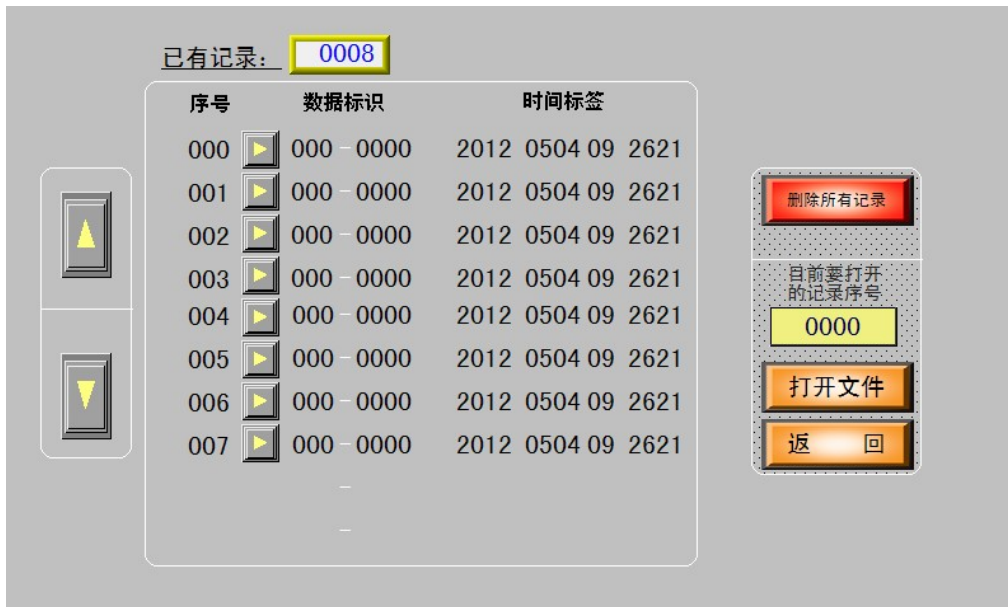 已有记录： 0008
序号 数据标识 时间标签
000 000-0000 2012 0504 09 2621
001 000-0000 2012 0504 09 2621
002 000-0000 2012 0504 09 2621
003 000-0000 2012 0504 09 2621
004 000-0000 2012 0504 09 2621
005 000-0000 2012 0504 09 2621
006 000-0000 2012 0504 09 2621
007 000-0000 2012 0504 09 2621
-
-
删除所有记录
目前要打开
的记录序号
0000
打开文件
返 回